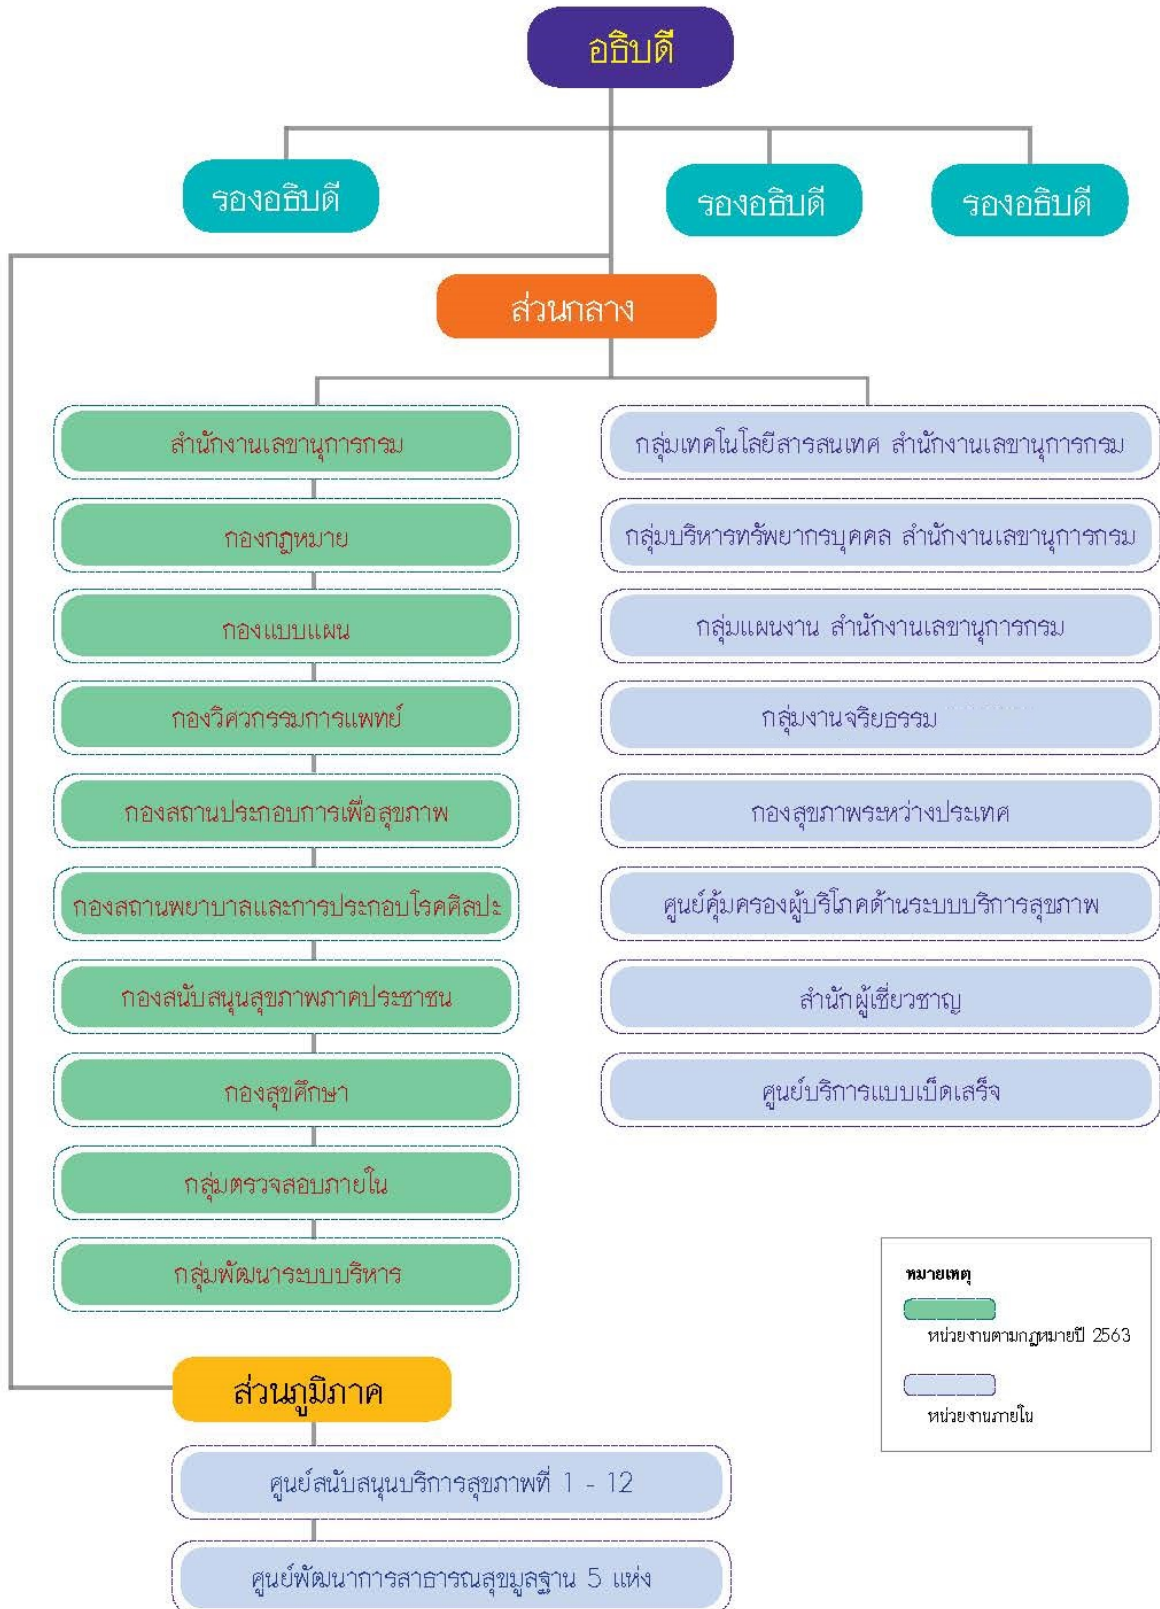 อธิบดี
รองอธิบดี
รองอธิบดี
รองอธิบดี
ส่วนกลาง
สำนักงานเลขานุการกรม
กองกฎหมาย
กองแบบแผน
กองวิศวกรรมการแพทย์
กองสถานประกอบการเพื่อสุขภาพ
กองสถานพยาบาลและการประกอบโรคศิลปะ
กองสนับสนุนสุขภาพภาคประชาชน
กองสุขศึกษา
กลุ่มตรวจสอบภายใน
กลุ่มพัฒนาระบบบริหาร
กลุ่มเทคโนโลยีสารสนเทศ สำนักงานเลขานุการกรม
กลุ่มบริหารทรัพยากรบุคคล สำนักงานเลขานุการกรม
กลุ่มแผนงาน สำนักงานเลขานุการกรม
กลุ่มงานจริยธรรม
กองสุขภาพระหว่างประเทศ
ศูนย์คุ้มครองผู้บริโภคด้านระบบบริการสุขภาพ
สำนักผู้เชี่ยวชาญ
ศูนย์บริการแบบเบ็ดเสร็จ
หมายเหตุ
หน่วยงานตามกฎหมายปี 2563
หน่วยงานภายใน
ส่วนภูมิภาค
ศูนย์สนับสนุนบริการสุขภาพที่ 1 - 12
ศูนย์พัฒนาการสาธารณสุขมูลฐาน 5 แห่ง